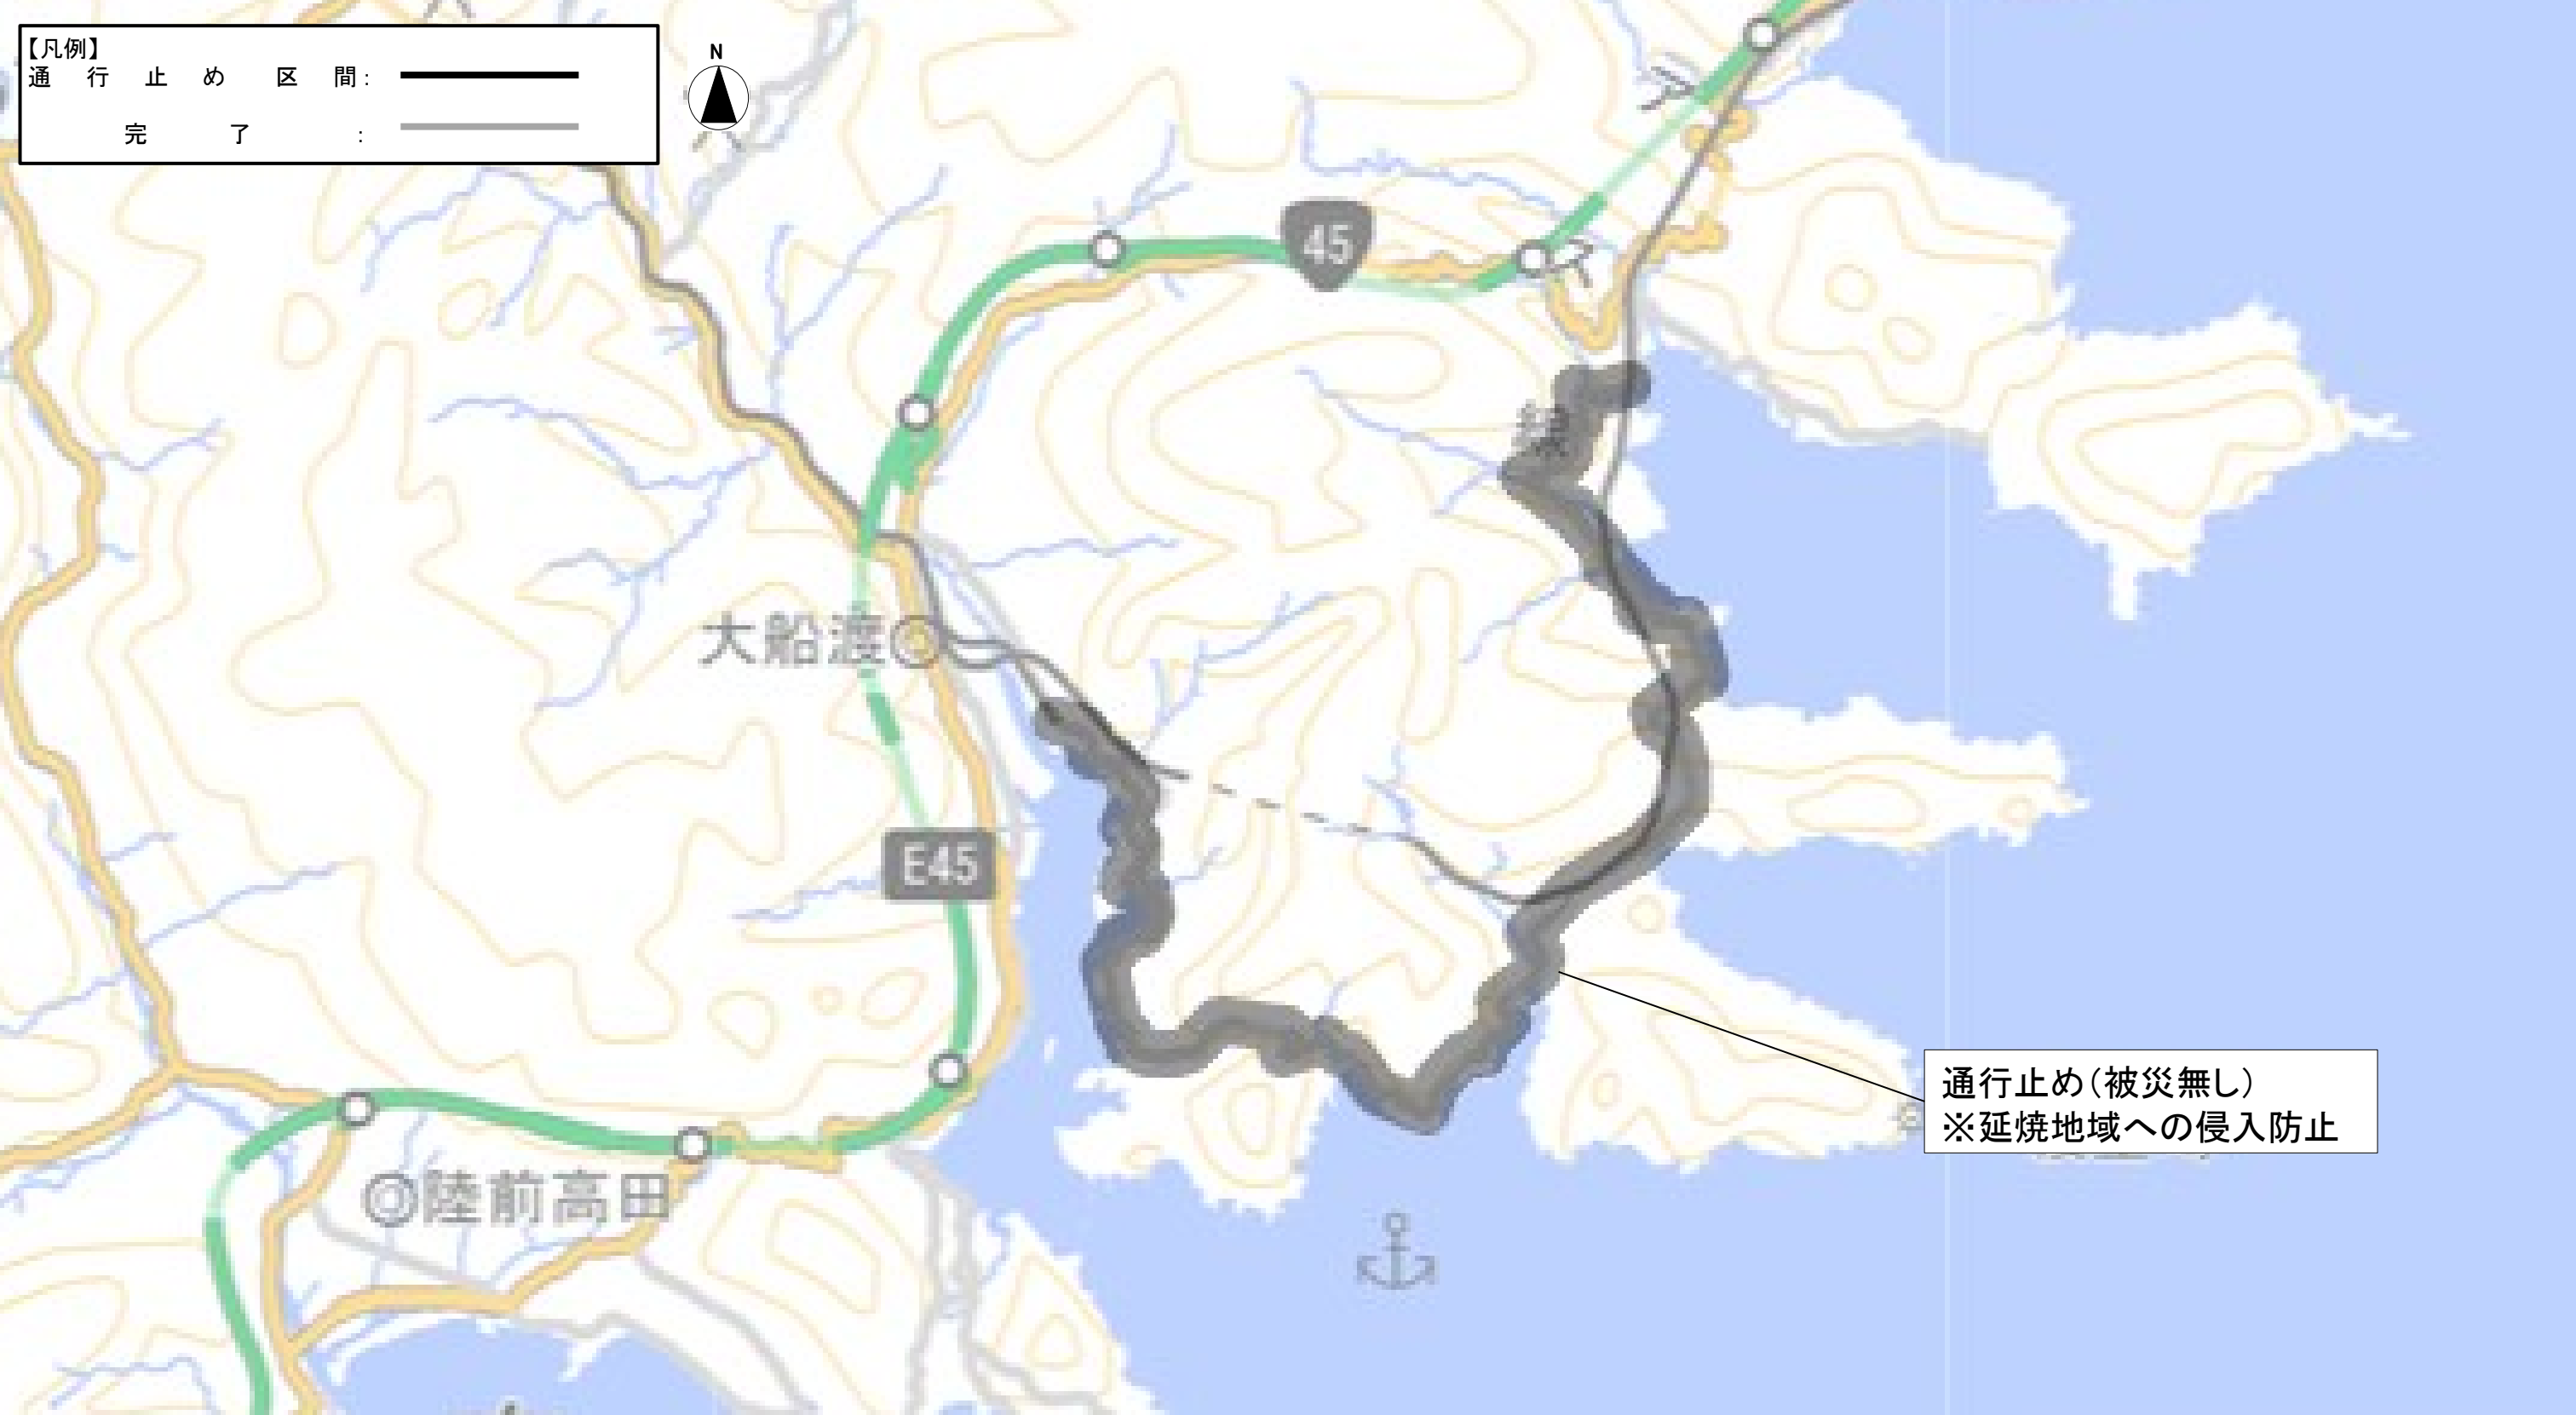 【凡例】
通行止め区間:
完了:
N
45
線
大船渡
E45
通行止め(被災無し)
※延焼地域への侵入防止
陸前高田